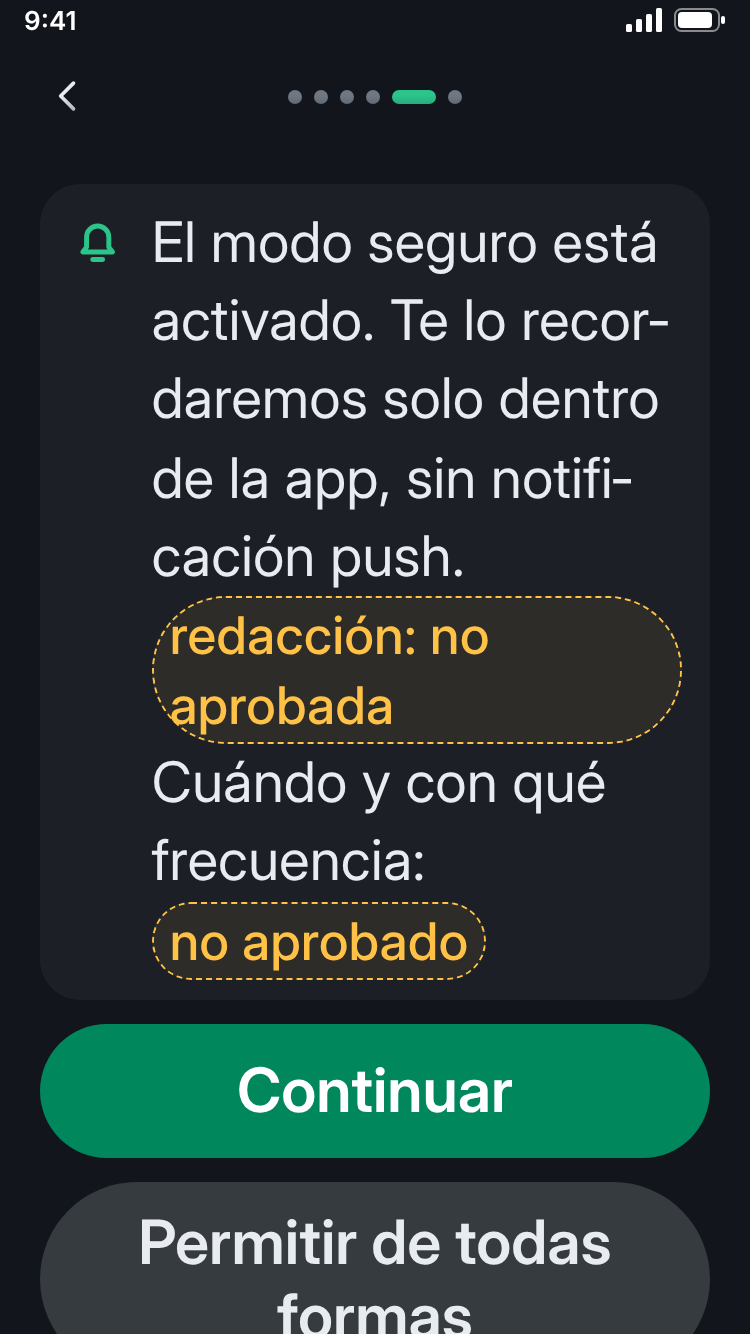 9:41
El modo seguro está
activado. Te lo recor-
daremos solo dentro
de la app, sin notifi-
cación push.
redacción: no
aprobada
Cuándo y con qué
frecuencia:
no aprobado
Continuar
Permitir de todas
formas